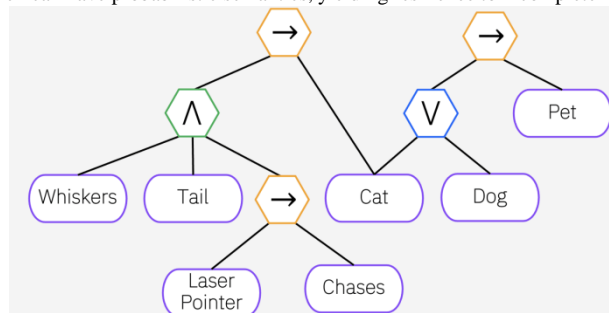 → →
Λ V Pet
Whiskers Tail → Cat Dog
Laser
Pointer Chases